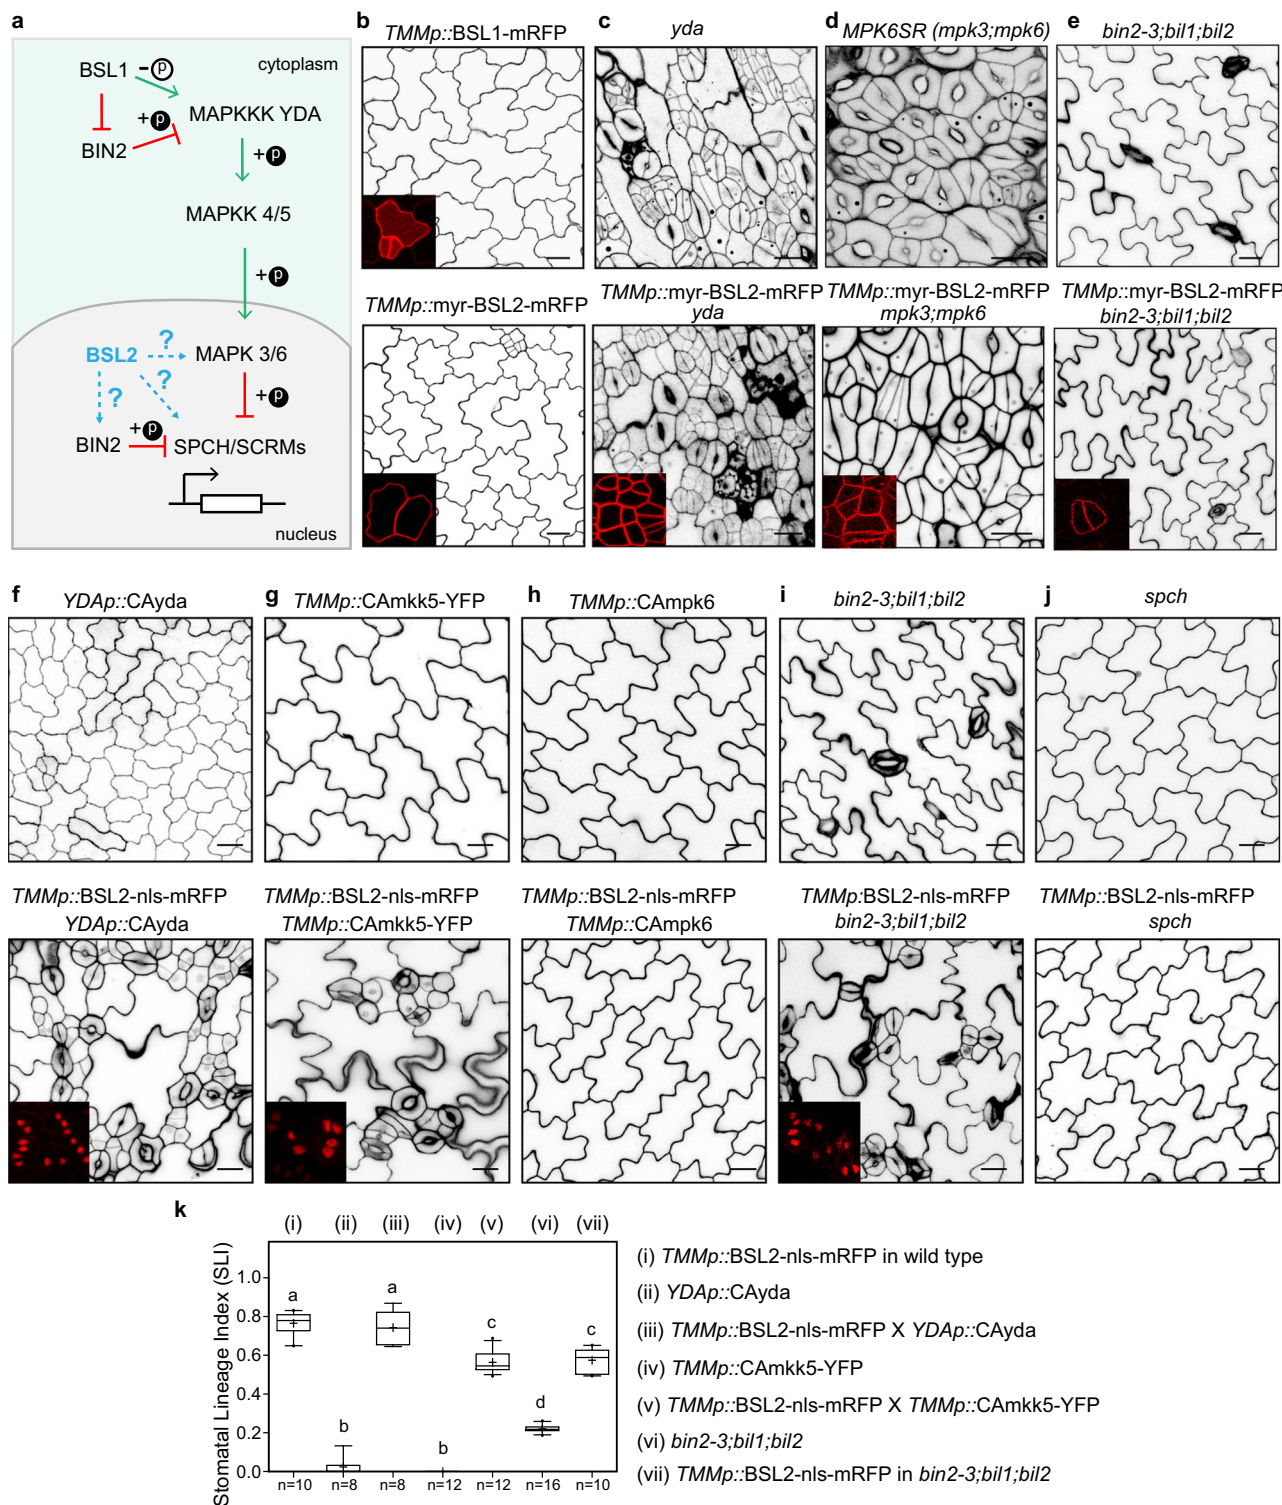 a
BSL1
– p
cytoplasm
+ p
MAPKKK YDA
BIN2
+ p
MAPKK 4/5
+ p
BSL2
?
MAPK 3/6
?
?
+ p
+ p
BIN2
SPCH/SCRMs
nucleus
b
TMMp::BSL1-mRFP
TMMp::myr-BSL2-mRFP
c
yda
TMMp::myr-BSL2-mRFP
yda
d
MPK6SR (mpk3;mpk6)
TMMp::myr-BSL2-mRFP
mpk3;mpk6
e
bin2-3;bil1;bil2
TMMp::myr-BSL2-mRFP
bin2-3;bil1;bil2
f
YDAp::CAyda
TMMp::BSL2-nls-mRFP
YDAp::CAyda
g
TMMp::CAmkk5-YFP
TMMp::BSL2-nls-mRFP
TMMp::CAmkk5-YFP
h
TMMp::CAmpk6
TMMp::BSL2-nls-mRFP
TMMp::CAmpk6
i
bin2-3;bil1;bil2
TMMp:BSL2-nls-mRFP
bin2-3;bil1;bil2
j
spch
TMMp::BSL2-nls-mRFP
spch
k
(i) (ii) (iii) (iv) (v) (vi) (vii)
Stomatal Lineage Index (SLI)
1.0
0.8
0.6
0.4
0.2
0.0
a b a b c d c
n=10 n=8 n=8 n=12 n=12 n=16 n=10
(i) TMMp::BSL2-nls-mRFP in wild type
(ii) YDAp::CAyda
(iii) TMMp::BSL2-nls-mRFP X YDAp::CAyda
(iv) TMMp::CAmkk5-YFP
(v) TMMp::BSL2-nls-mRFP X TMMp::CAmkk5-YFP
(vi) bin2-3;bil1;bil2
(vii) TMMp::BSL2-nls-mRFP in bin2-3;bil1;bil2